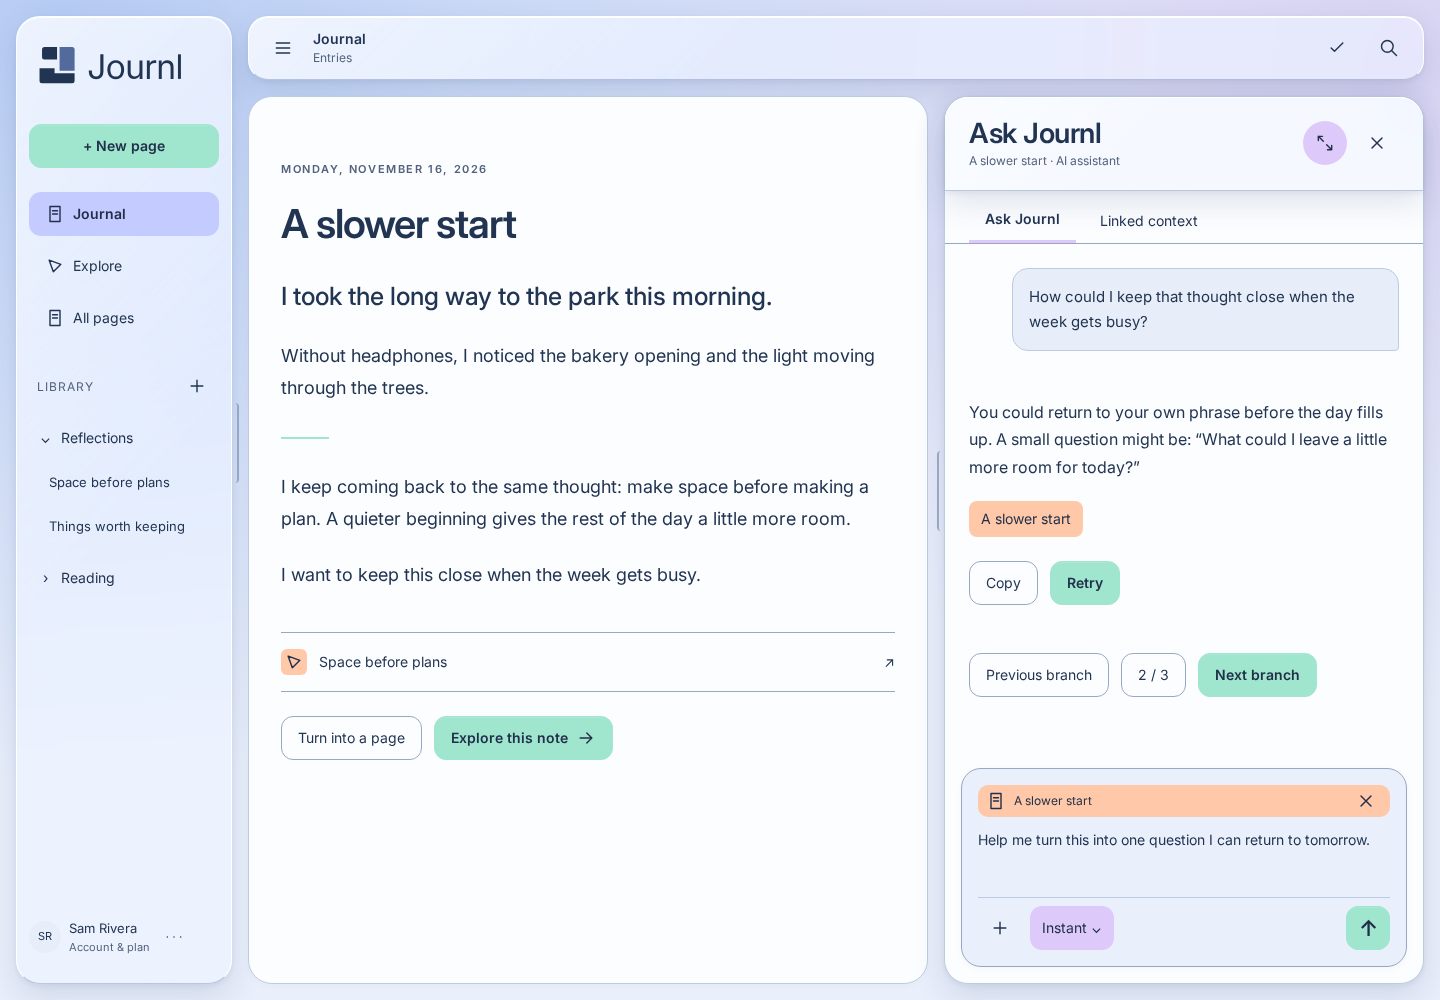 Journl
+ New page
Journal
Explore
All pages
LIBRARY
Reflections
Space before plans
Things worth keeping
Reading
SR
Sam Rivera
Account & plan
...
Journal
Entries
MONDAY, NOVEMBER 16, 2026
A slower start
I took the long way to the park this morning.
Without headphones, I noticed the bakery opening and the light moving
through the trees.
I keep coming back to the same thought: make space before making a
plan. A quieter beginning gives the rest of the day a little more room.
I want to keep this close when the week gets busy.
Space before plans
Turn into a page
Explore this note
Ask Journl
A slower start · AI assistant
Ask Journl
Linked context
How could I keep that thought close when the
week gets busy?
You could return to your own phrase before the day fills
up. A small question might be: “What could I leave a little
more room for today?”
A slower start
Copy
Retry
Previous branch
2 / 3
Next branch
A slower start
Help me turn this into one question I can return to tomorrow.
Instant